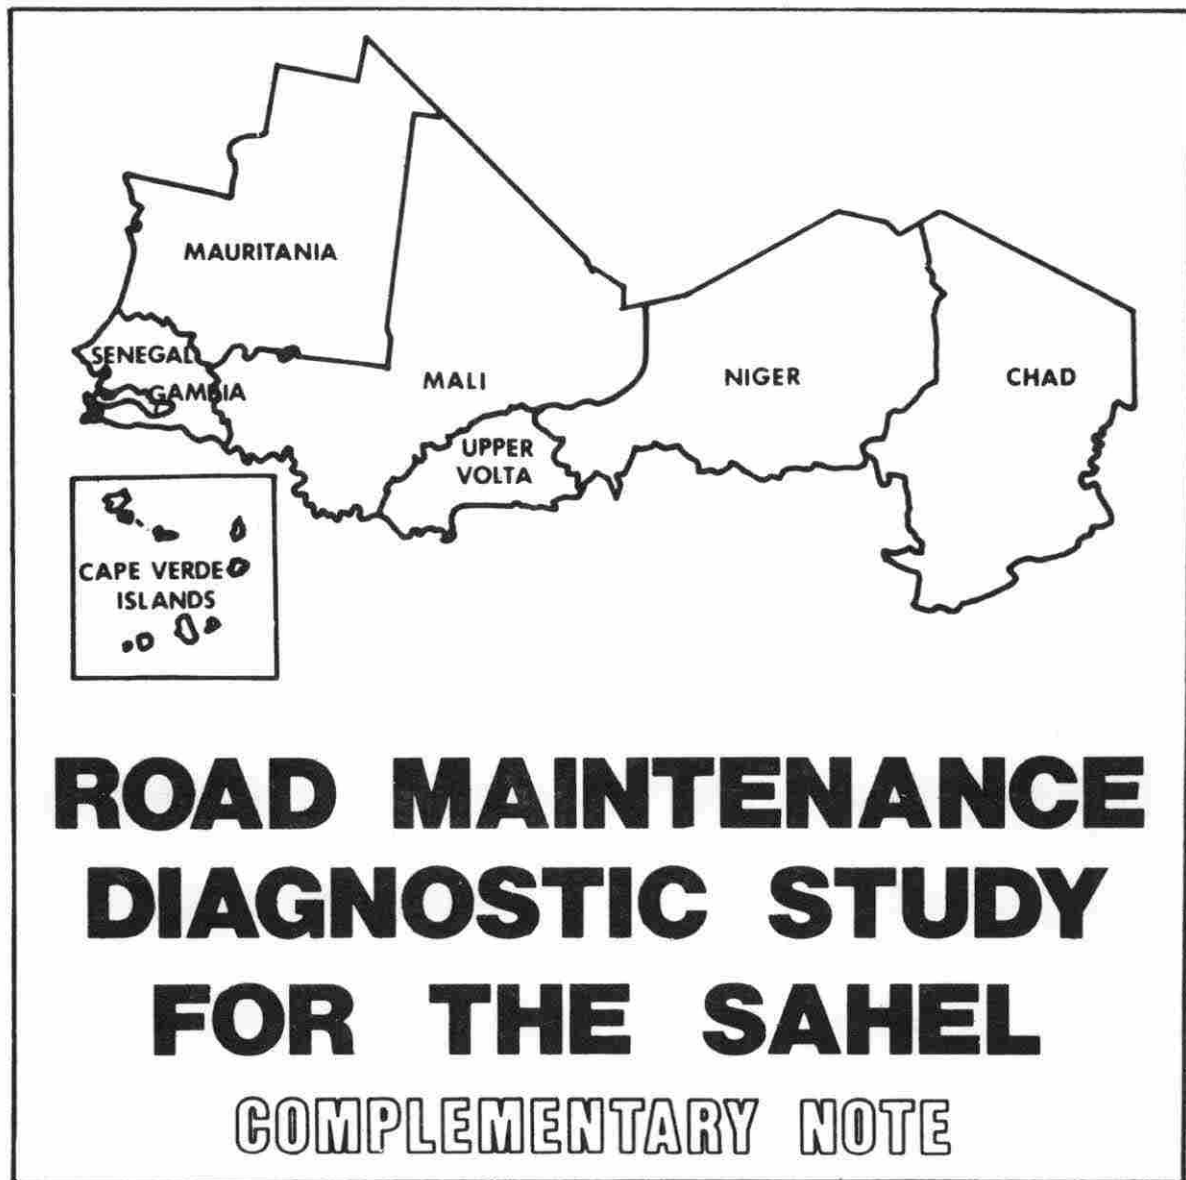 MAURITANIA
SENEGAL
GAMBIA
MALI
NIGER
CHAD
UPPER
VOLTA
CAPE VERDE
ISLANDS
ROAD MAINTENANCE
DIAGNOSTIC STUDY
FOR THE SAHEL
COMPLEMENTARY NOTE